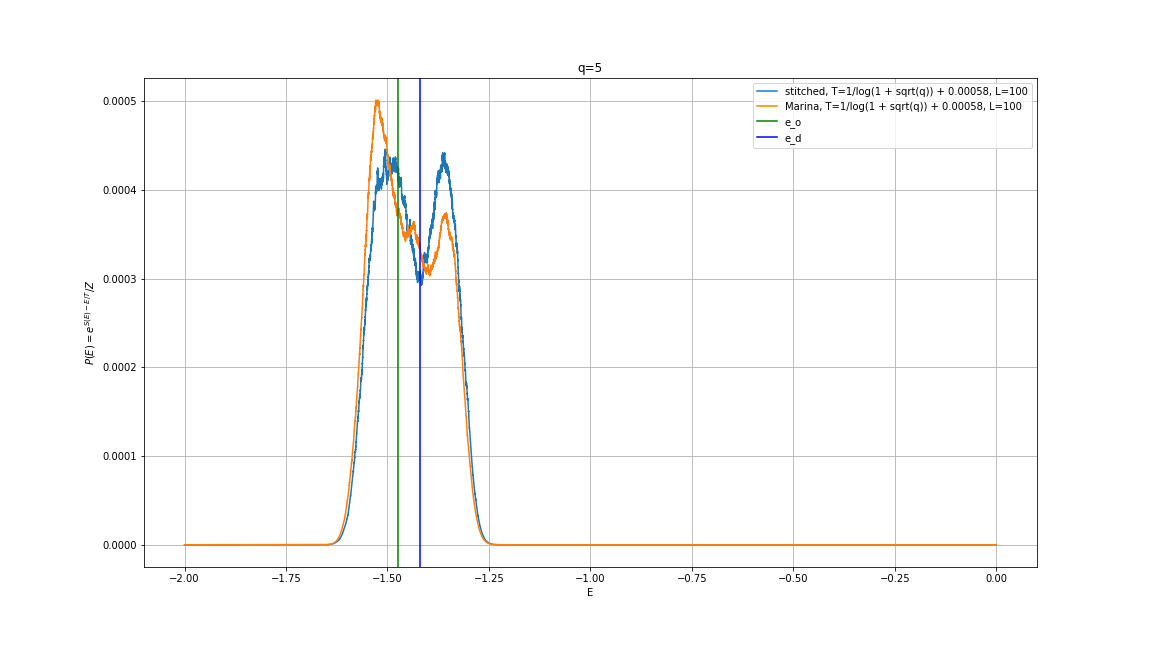 q=5
stitched, T=1/log(1 + sqrt(q)) + 0.00058, L=100
Marina, T=1/log(1 + sqrt(q)) + 0.00058, L=100
e_o
e_d
P(E) = e^{S(E) − E/T}/Z
0.0005
0.0004
0.0003
0.0002
0.0001
0.0000
−2.00 −1.75 −1.50 −1.25 −1.00 −0.75 −0.50 −0.25 0.00
E